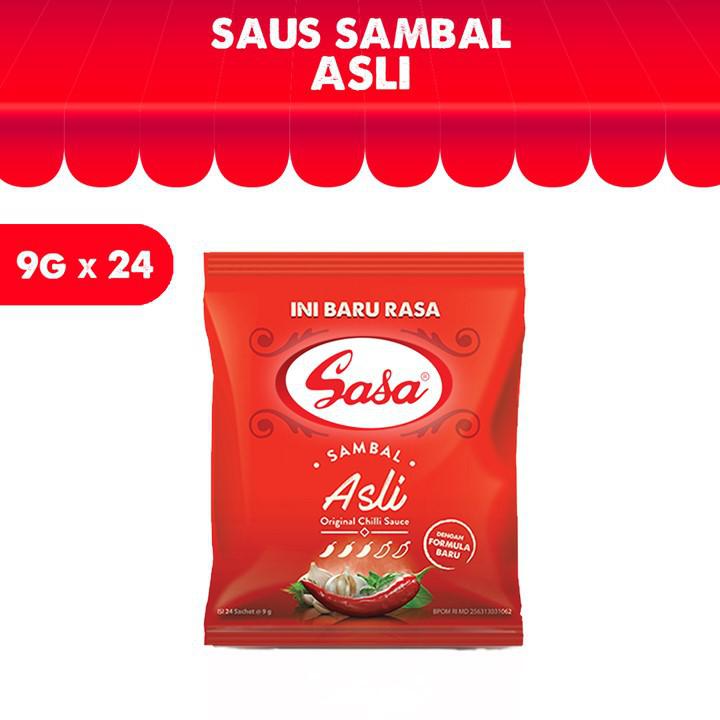 SAUS SAMBAL
ASLI
9G x 24
INI BARU RASA
Sasa®
• SAMBAL •
Asli
Original Chilli Sauce
DENGAN
FORMULA
BARU
ISI 24 Sachet @ 9 g
BPOM RI MD 256313031062